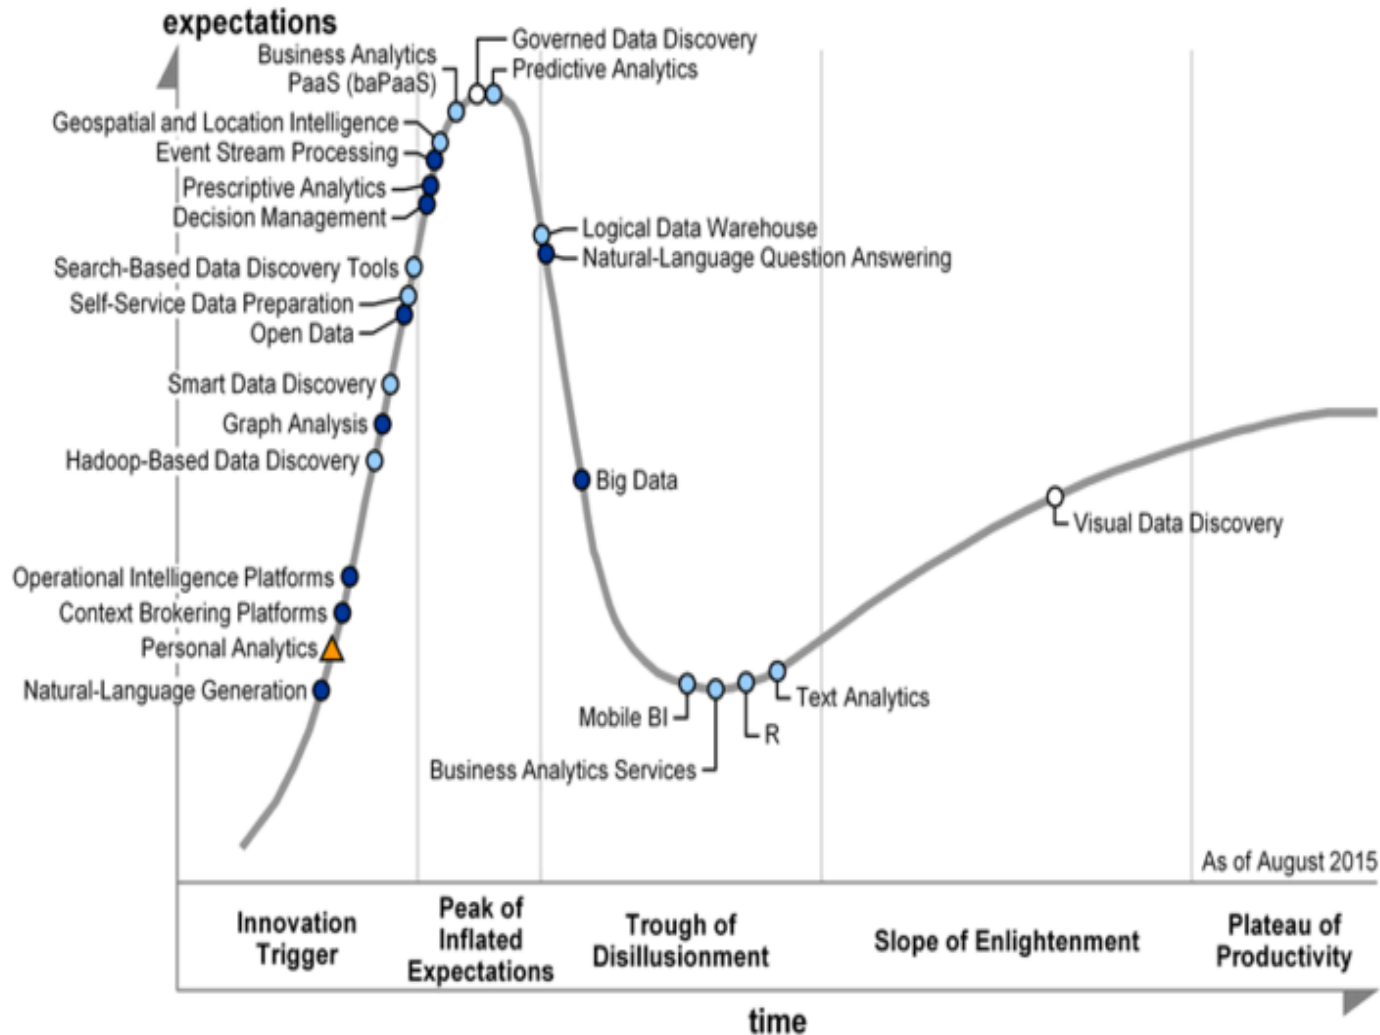 expectations
Business Analytics
PaaS (baPaaS)
Governed Data Discovery
Predictive Analytics
Geospatial and Location Intelligence
Event Stream Processing
Prescriptive Analytics
Decision Management
Logical Data Warehouse
Natural-Language Question Answering
Search-Based Data Discovery Tools
Self-Service Data Preparation
Open Data
Smart Data Discovery
Graph Analysis
Hadoop-Based Data Discovery
Big Data
Visual Data Discovery
Operational Intelligence Platforms
Context Brokering Platforms
Personal Analytics
Natural-Language Generation
Mobile BI
Text Analytics
R
Business Analytics Services
As of August 2015
Innovation
Trigger
Peak of
Inflated
Expectations
Trough of
Disillusionment
Slope of Enlightenment
Plateau of
Productivity
time